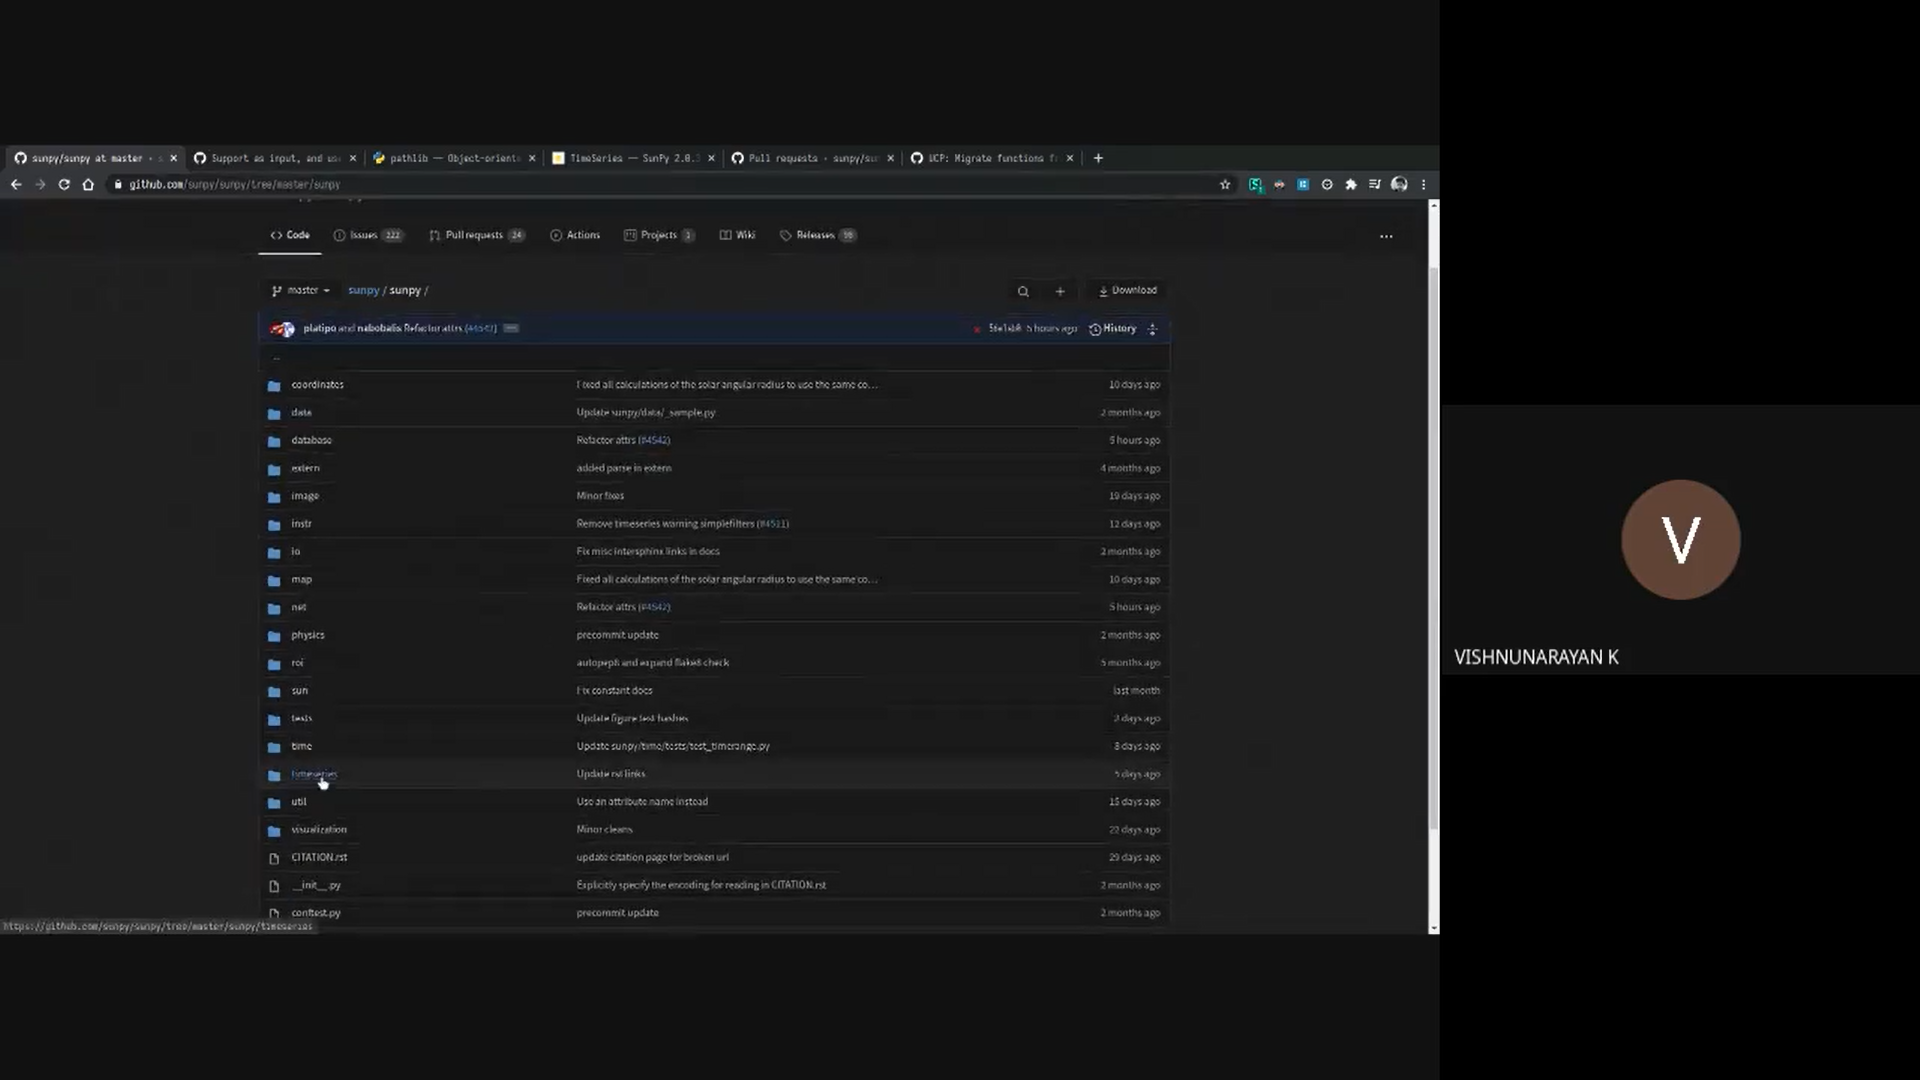 sunpy/sunpy at master · s
Support as input, and us
pathlib — Object-oriente
TimeSeries — SunPy 2.0.
Pull requests · sunpy/su
UCP: Migrate functions f
github.com/sunpy/sunpy/tree/master/sunpy
Code
Issues 222
Pull requests 24
Actions
Projects 1
Wiki
Releases
master
sunpy / sunpy /
Download
platipo and nabobalis Refactor attrs (#4542)
5 hours ago
History
..
coordinates Fixed all calculations of the solar angular radius to use the same co... 10 days ago
data Update sunpy/data/_sample.py 2 months ago
database Refactor attrs (#4542) 5 hours ago
extern added parse in extern 4 months ago
image Minor fixes 19 days ago
instr Remove timeseries warning simplefilters (#4511) 12 days ago
io Fix misc intersphinx links in docs 2 months ago
map Fixed all calculations of the solar angular radius to use the same co... 10 days ago
net Refactor attrs (#4542) 5 hours ago
physics precommit update 2 months ago
roi autopep8 and expand flake8 check 5 months ago
sun Fix constant docs last month
tests Update figure test hashes days ago
time Update sunpy/time/tests/test_timerange.py 8 days ago
timeseries Update rst links 5 days ago
util Use an attribute name instead 15 days ago
visualization Minor cleans 22 days ago
CITATION.rst update citation page for broken url 29 days ago
__init__.py Explicitly specify the encoding for reading in CITATION.rst 2 months ago
conftest.py precommit update 2 months ago
https://github.com/sunpy/sunpy/tree/master/sunpy/timeseries
V
VISHNUNARAYAN K